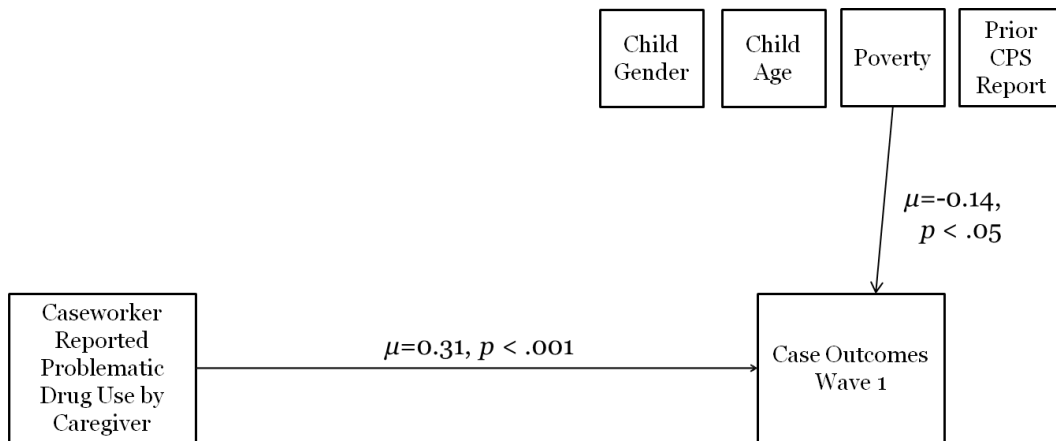 Child
Gender
Child
Age
Poverty
Prior
CPS
Report
μ=-0.14,
p < .05
Caseworker
Reported
Problematic
Drug Use by
Caregiver
μ=0.31, p < .001
Case Outcomes
Wave 1